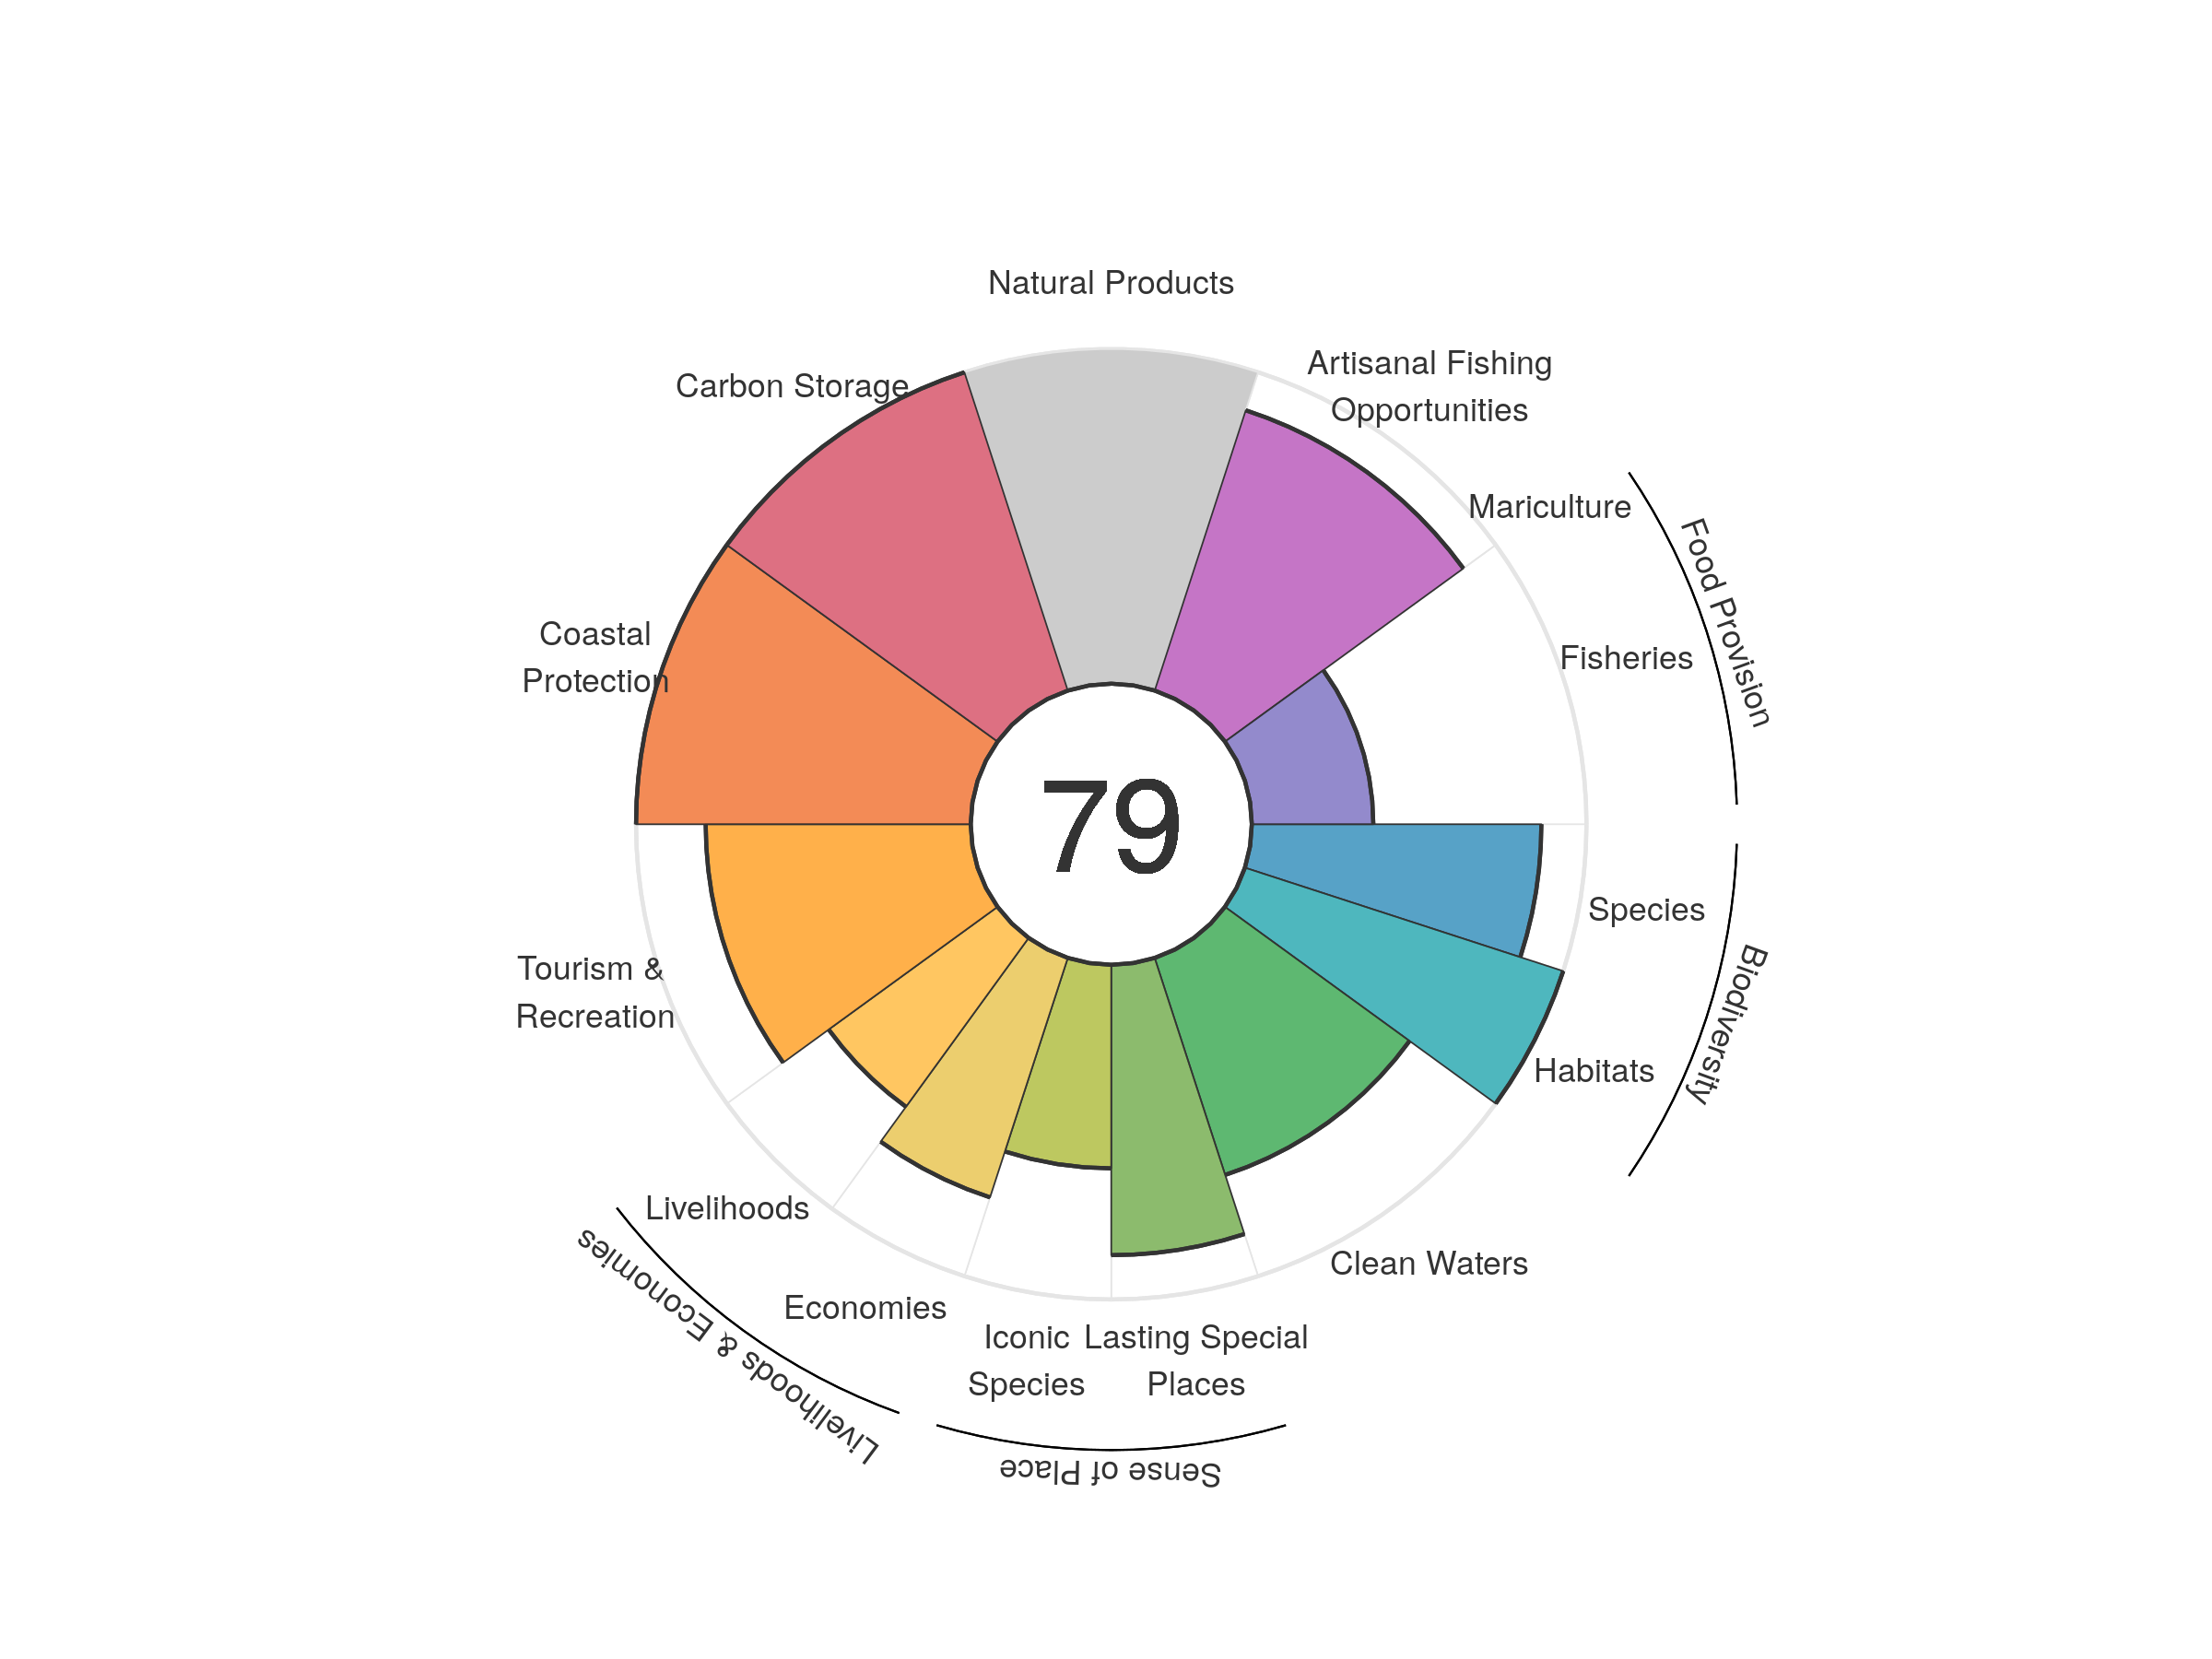 Natural Products
Artisanal Fishing
Opportunities
Carbon Storage
Mariculture
Food Provision
Fisheries
Coastal
Protection
79
Species
Biodiversity
Habitats
Tourism &
Recreation
Livelihoods
Livelihoods & Economies
Economies
Clean Waters
Iconic
Species
Lasting Special
Places
Sense of Place